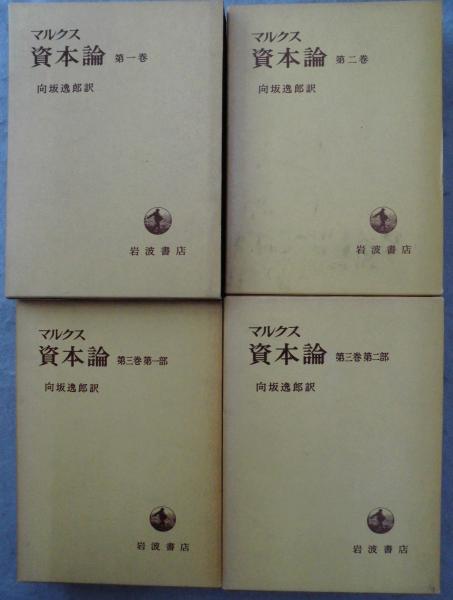 マルクス
資本論 第一巻
向坂逸郎訳
岩波書店
マルクス
資本論 第二巻
向坂逸郎訳
岩波書店
マルクス
資本論 第三巻 第一部
向坂逸郎訳
岩波書店
マルクス
資本論 第三巻 第二部
向坂逸郎訳
岩波書店